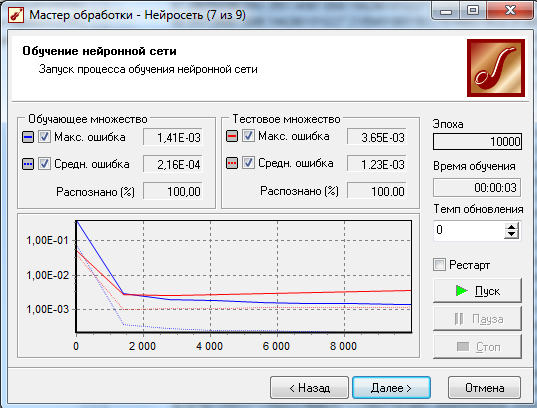 Мастер обработки - Нейросеть (7 из 9)
Обучение нейронной сети
Запуск процесса обучения нейронной сети
Обучающее множество
Макс. ошибка 1,41E-03
Средн. ошибка 2,16E-04
Распознано (%) 100,00
Тестовое множество
Макс. ошибка 3.65E-03
Средн. ошибка 1.23E-03
Распознано (%) 100.00
Эпоха
10000
Время обучения
00:00:03
Темп обновления
0
Рестарт
Пуск
Пауза
Стоп
1,00E-01
1,00E-02
1,00E-03
0 2 000 4 000 6 000 8 000
< Назад Далее > Отмена